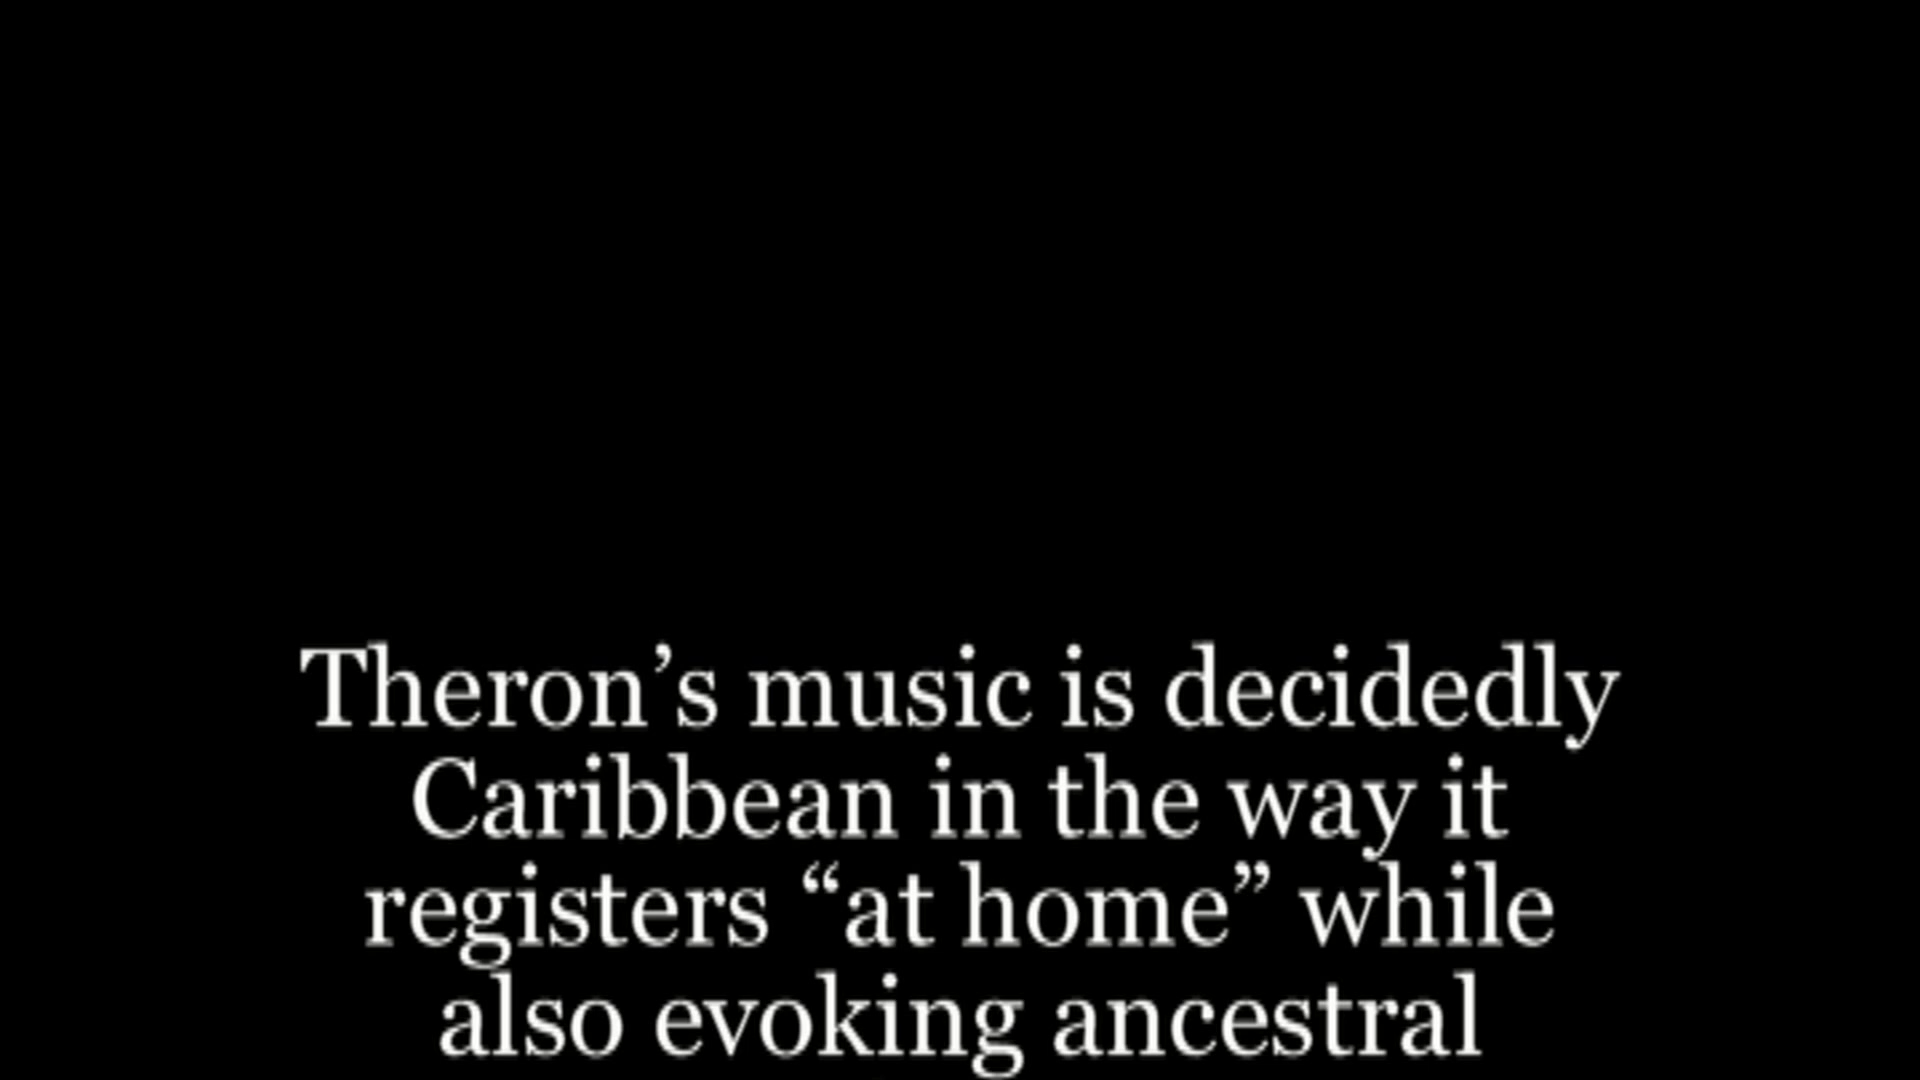 Theron’s music is decidedly
Caribbean in the way it
registers “at home” while
also evoking ancestral